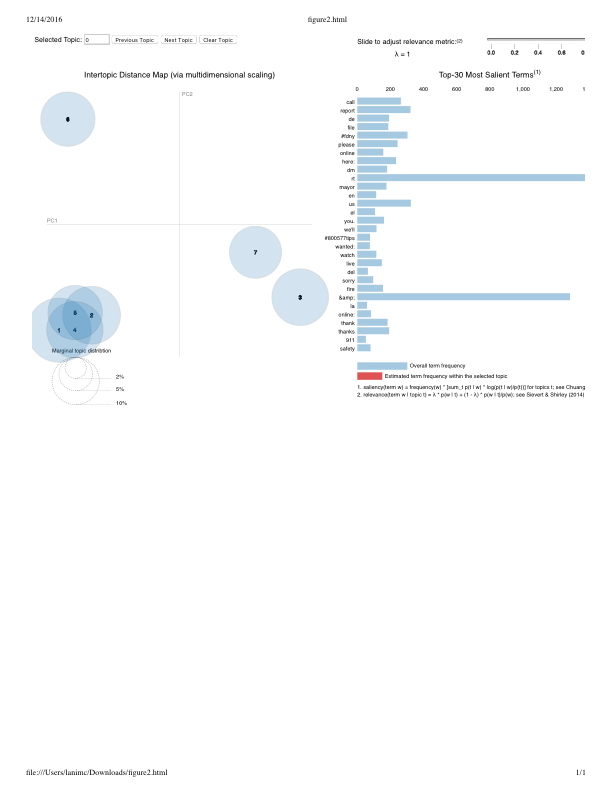 12/14/2016
figure2.html
Selected Topic: 0 Previous Topic Next Topic Clear Topic
Slide to adjust relevance metric:(2)
λ = 1
0.0 0.2 0.4 0.6 0
Intertopic Distance Map (via multidimensional scaling)
PC2
PC1
6
7
3
5
2
1
4
Marginal topic distribtion
2%
5%
10%
Top-30 Most Salient Terms(1)
0 200 400 600 800 1,000 1,200 1
call
report
de
file
#fdny
please
online
here:
dm
rt
mayor
en
us
el
you.
we'll
#800577tips
wanted:
watch
live
del
sorry
fire
&amp;
la
online:
thank
thanks
911
safety
Overall term frequency
Estimated term frequency within the selected topic
1. saliency(term w) = frequency(w) * [sum_t p(t | w) * log(p(t | w)/p(t))] for topics t; see Chuang
2. relevance(term w | topic t) = λ * p(w | t) + (1 - λ) * p(w | t)/p(w); see Sievert & Shirley (2014)
file:///Users/lanimc/Downloads/figure2.html
1/1